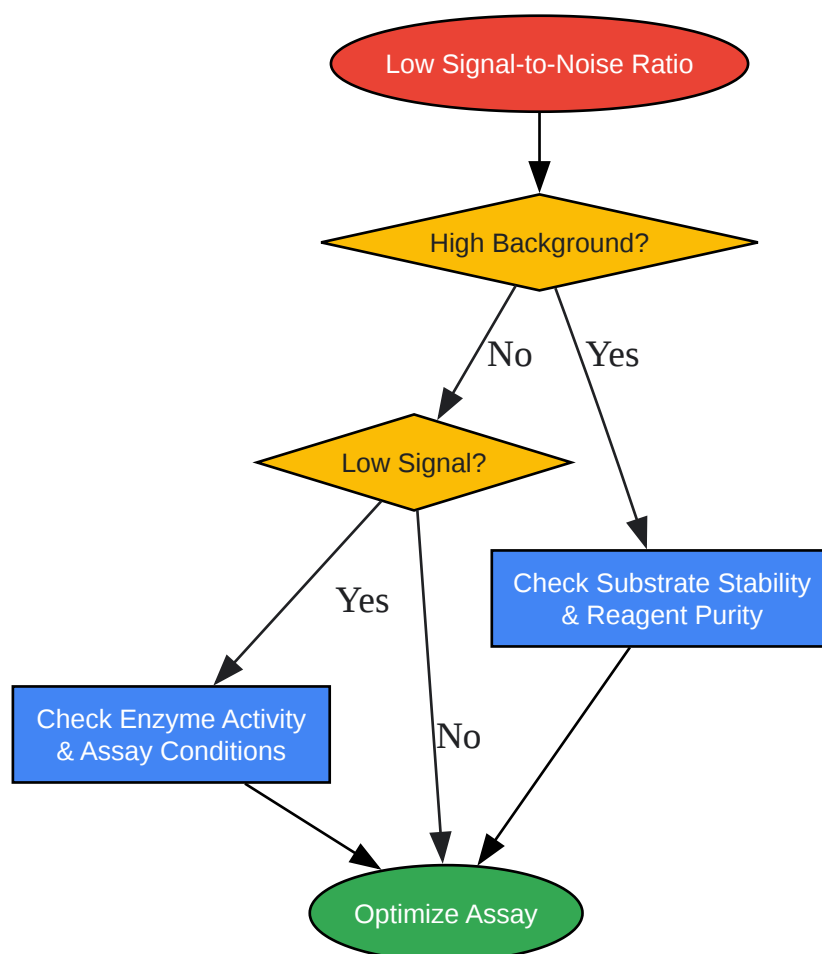 Low Signal-to-Noise Ratio
High Background?
No
Yes
Low Signal?
Check Substrate Stability
& Reagent Purity
Yes
Check Enzyme Activity
& Assay Conditions
No
Optimize Assay